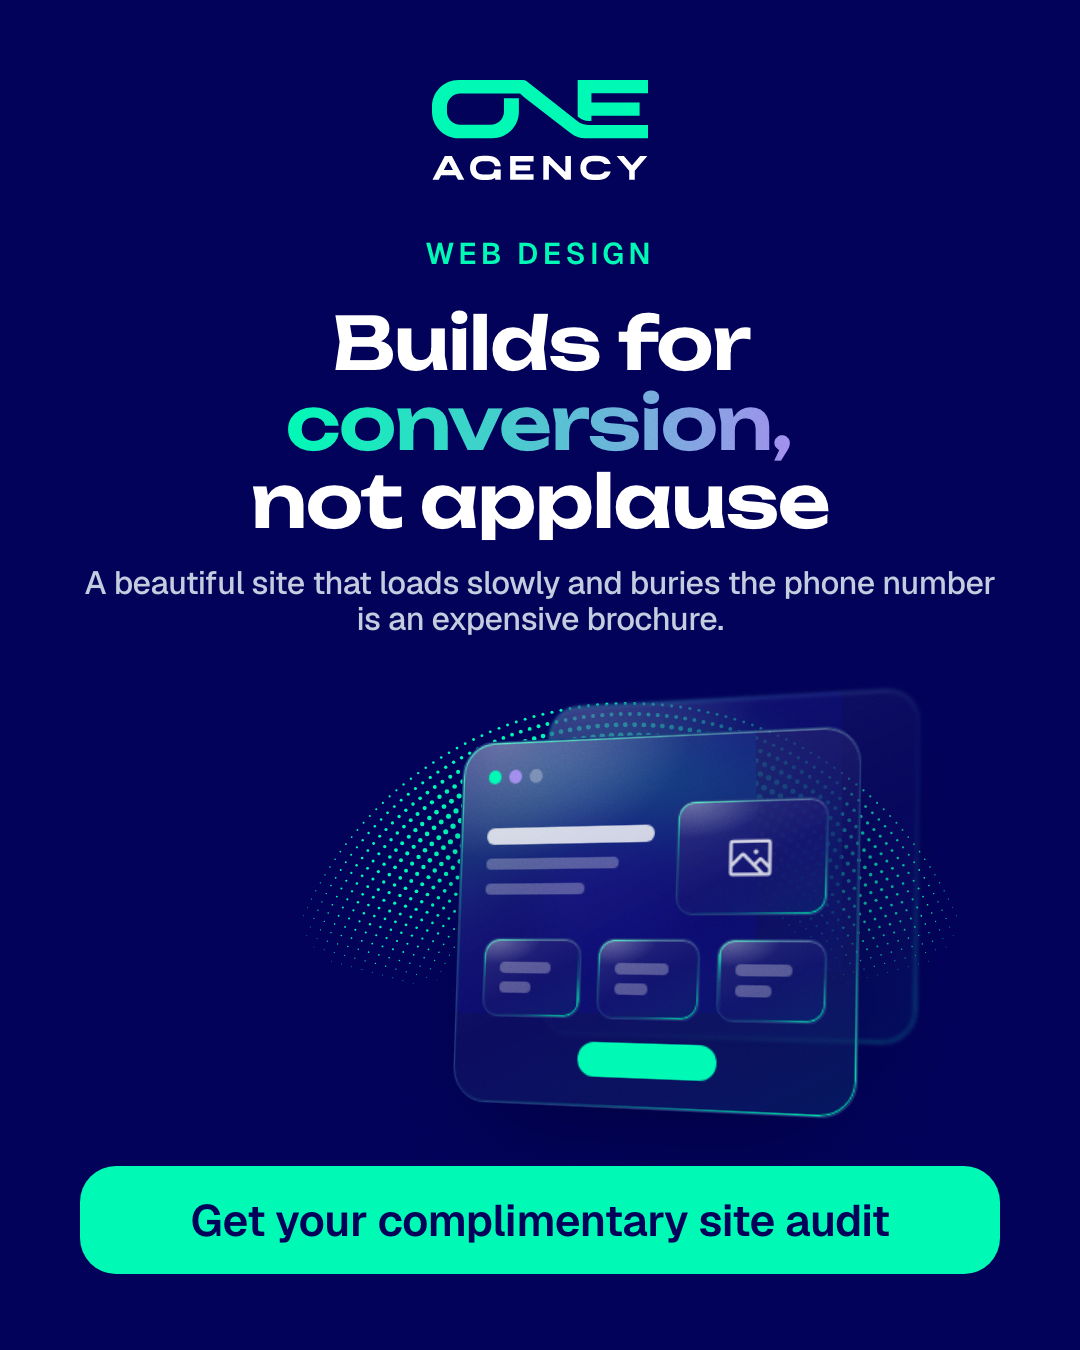 ONE
AGENCY
WEB DESIGN
Builds for
conversion,
not applause
A beautiful site that loads slowly and buries the phone number
is an expensive brochure.
Get your complimentary site audit